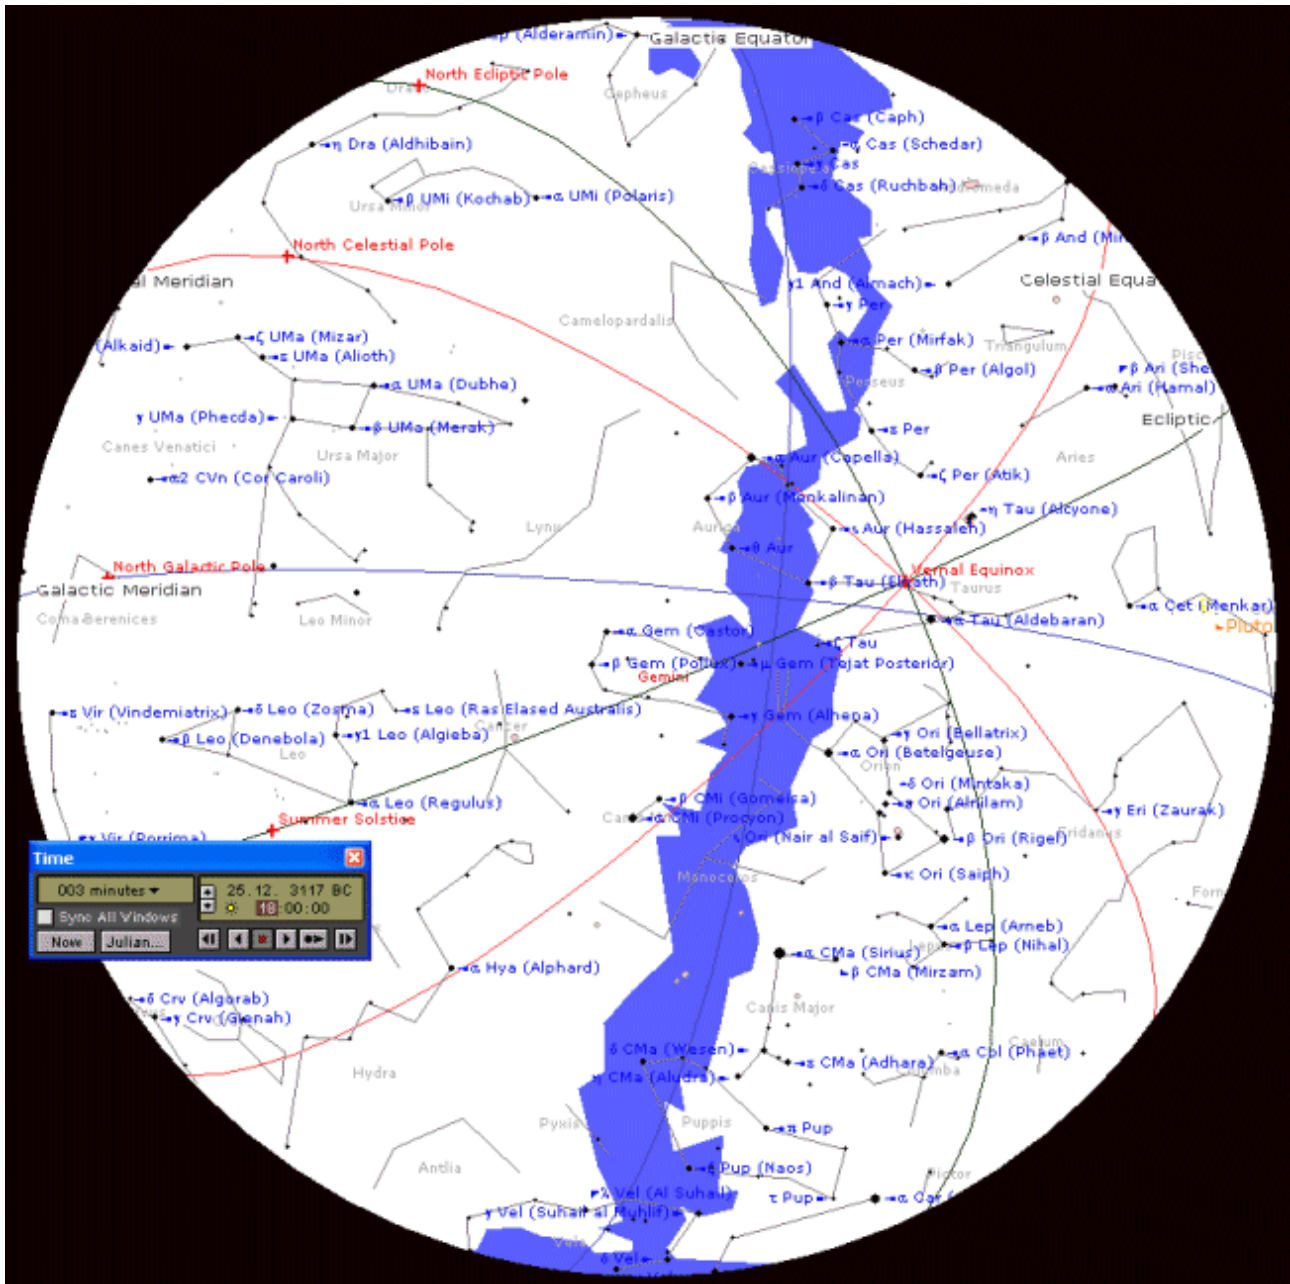 (Alderamin)
Galactic Equator
North Ecliptic Pole
Cepheus
β Cas (Caph)
η Dra (Aldhibain)
α Cas (Schedar)
γ Cas
Cassiopeia
δ Cas (Ruchbah)
Andromeda
β UMi (Kochab)
α UMi (Polaris)
Ursa Minor
North Celestial Pole
β And
γ1 And (Almach)
Celestial
Meridian
γ Per
Camelopardalis
(Alkaid)
ζ UMa (Mizar)
ε UMa (Alioth)
α Per (Mirfak)
Triangulum
β Per (Algol)
Perseus
β Ari
α Ari (Hamal)
α UMa (Dubhe)
γ UMa (Phecda)
β UMa (Merak)
ε Per
Ecliptic
Canes Venatici
Ursa Major
α Aur (Capella)
Aries
α2 CVn (Cor Caroli)
ζ Per (Atik)
β Aur (Menkalinan)
η Tau (Alcyone)
Lynx
Auriga
Aur (Hassaleh)
θ Aur
North Galactic Pole
Vernal Equinox
β Tau (Elnath)
Taurus
Galactic Meridian
α Cet (Menkar)
Coma Berenices
Leo Minor
α Tau (Aldebaran)
Pluto
α Gem (Castor)
ζ Tau
β Gem (Pollux)
μ Gem (Tejat Posterior)
Gemini
ε Vir (Vindemiatrix)
δ Leo (Zosma)
ε Leo (Ras Elased Australis)
γ Gem (Alhena)
Cancer
β Leo (Denebola)
γ1 Leo (Algieba)
γ Ori (Bellatrix)
Leo
α Ori (Betelgeuse)
Orion
δ Ori (Mintaka)
α Leo (Regulus)
β CMi (Gomeisa)
Ori (Alnilam)
γ Eri (Zaurak)
Summer Solstice
α CMi (Procyon)
γ Vir (Porrima)
ι Ori (Nair al Saif)
β Ori (Rigel)
Eridanus
Time
Monoceros
κ Ori (Saiph)
003 minutes
25.12. 3117 BC
18:00:00
Sync All Windows
Now
Julian...
α Lep (Arneb)
β Lep (Nihal)
α CMa (Sirius)
β CMa (Mirzam)
α Hya (Alphard)
δ Crv (Algorab)
γ Crv (Gienah)
Canis Major
Caelum
δ CMa (Wesen)
ε CMa (Adhara)
α Col (Phaet)
Columba
Hydra
η CMa (Aludra)
Pyxis
Puppis
π Pup
Antlia
ζ Pup (Naos)
Pictor
λ Vel (Al Suhail)
τ Pup
α Car
γ Vel (Suhail al Muhlif)
Vela
δ Vel